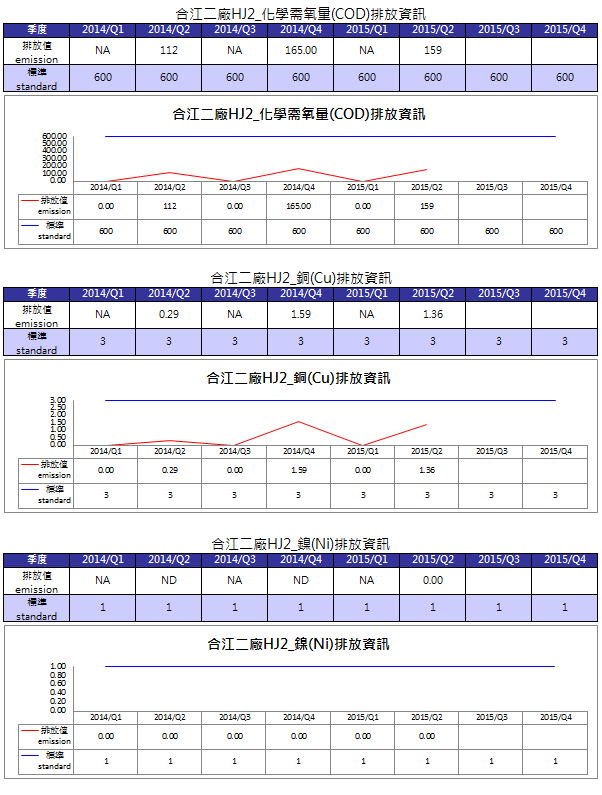 合江二廠HJ2_化學需氧量(COD)排放資訊
季度 2014/Q1 2014/Q2 2014/Q3 2014/Q4 2015/Q1 2015/Q2 2015/Q3 2015/Q4
排放值 emission NA 112 NA 165.00 NA 159
標準 standard 600 600 600 600 600 600 600 600
合江二廠HJ2_化學需氧量(COD)排放資訊
600.00
500.00
400.00
300.00
200.00
100.00
0.00
2014/Q1 2014/Q2 2014/Q3 2014/Q4 2015/Q1 2015/Q2 2015/Q3 2015/Q4
排放值 emission 0.00 112 0.00 165.00 0.00 159
標準 standard 600 600 600 600 600 600 600 600
合江二廠HJ2_銅(Cu)排放資訊
季度 2014/Q1 2014/Q2 2014/Q3 2014/Q4 2015/Q1 2015/Q2 2015/Q3 2015/Q4
排放值 emission NA 0.29 NA 1.59 NA 1.36
標準 standard 3 3 3 3 3 3 3 3
合江二廠HJ2_銅(Cu)排放資訊
3.00
2.50
2.00
1.50
1.00
0.50
0.00
2014/Q1 2014/Q2 2014/Q3 2014/Q4 2015/Q1 2015/Q2 2015/Q3 2015/Q4
排放值 emission 0.00 0.29 0.00 1.59 0.00 1.36
標準 standard 3 3 3 3 3 3 3 3
合江二廠HJ2_鎳(Ni)排放資訊
季度 2014/Q1 2014/Q2 2014/Q3 2014/Q4 2015/Q1 2015/Q2 2015/Q3 2015/Q4
排放值 emission NA ND NA ND NA 0.00
標準 standard 1 1 1 1 1 1 1 1
合江二廠HJ2_鎳(Ni)排放資訊
1.00
0.80
0.60
0.40
0.20
0.00
2014/Q1 2014/Q2 2014/Q3 2014/Q4 2015/Q1 2015/Q2 2015/Q3 2015/Q4
排放值 emission 0.00 0.00 0.00 0.00 0.00 0.00
標準 standard 1 1 1 1 1 1 1 1